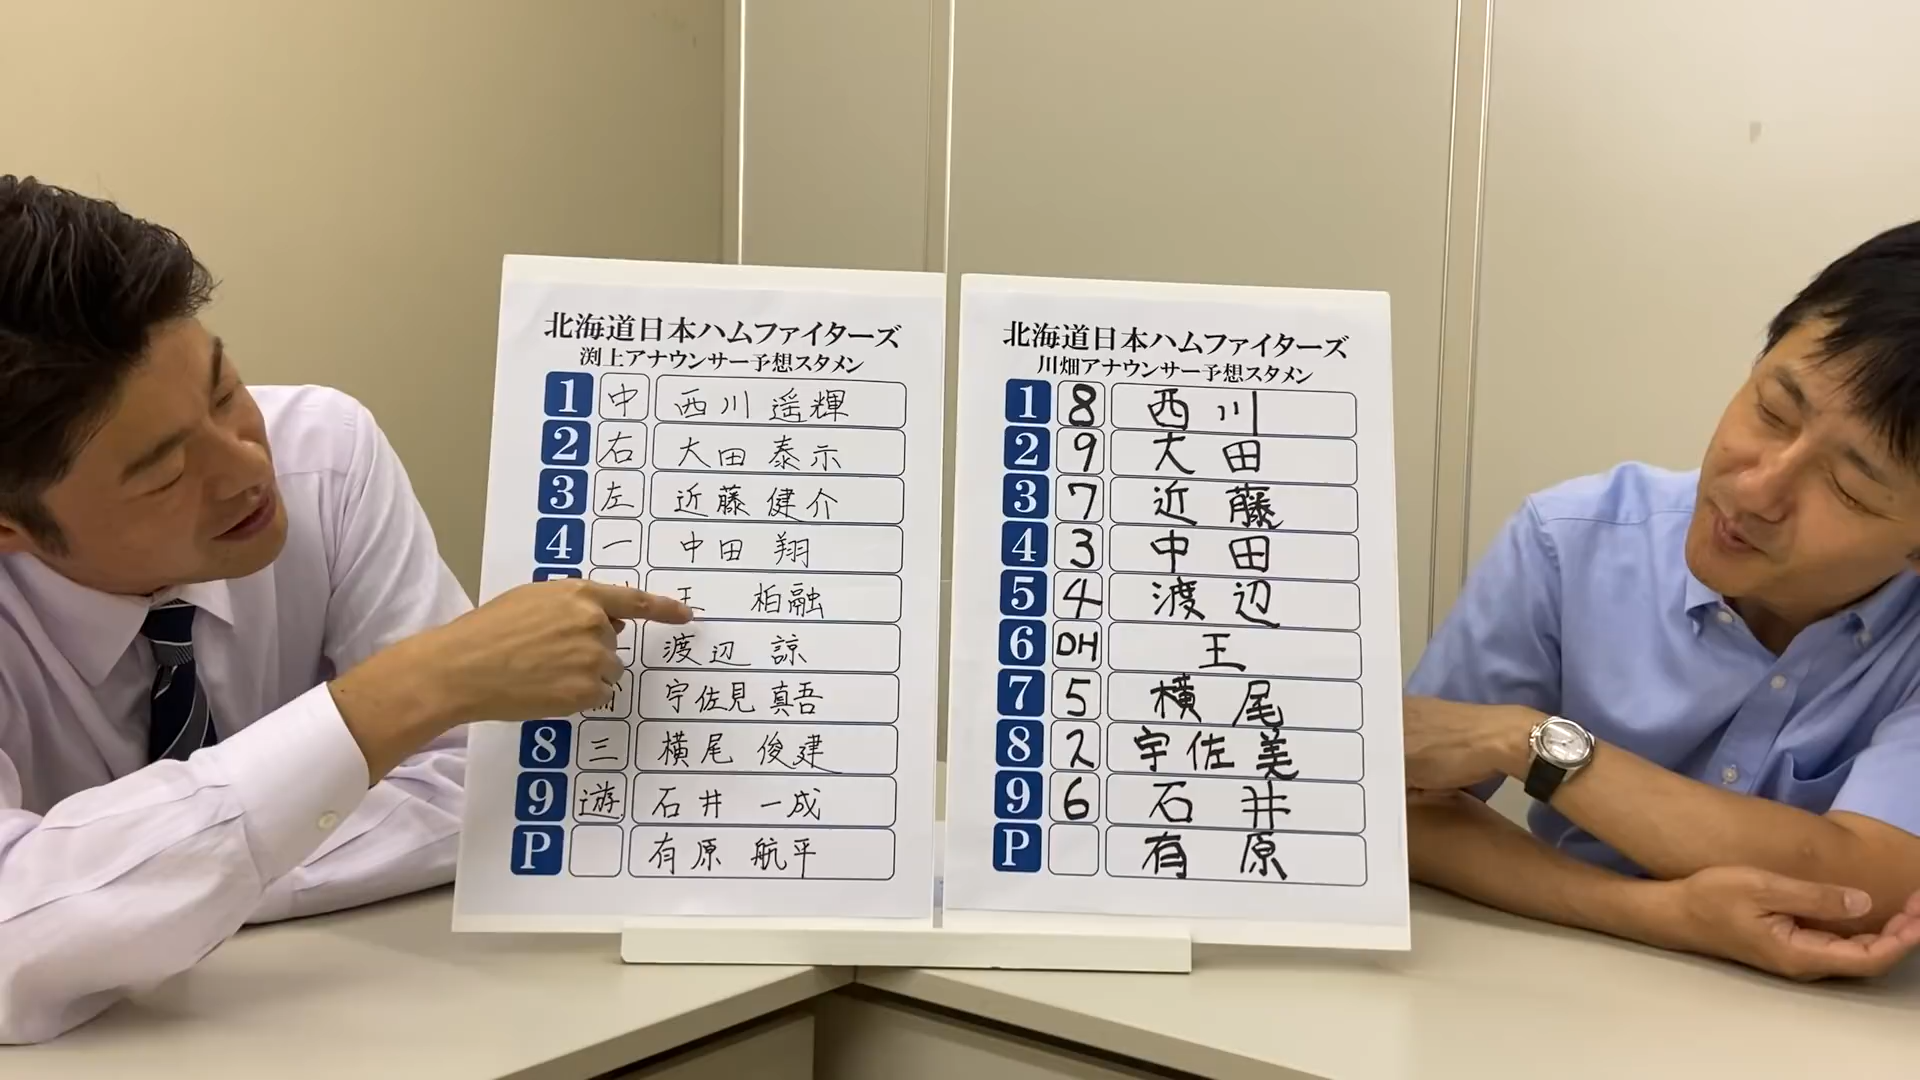 北海道日本ハムファイターズ
渕上アナウンサー予想スタメン
1 中 西川 遥輝
2 右 大田 泰示
3 左 近藤 健介
4 一 中田 翔
王 柏融
渡辺 諒
宇佐見 真吾
8 三 横尾 俊建
9 遊 石井 一成
P 有原 航平
北海道日本ハムファイターズ
川畑アナウンサー予想スタメン
1 8 西川
2 9 大田
3 7 近藤
4 3 中田
5 4 渡辺
6 DH 王
7 5 横尾
8 2 宇佐美
9 6 石井
P 有原